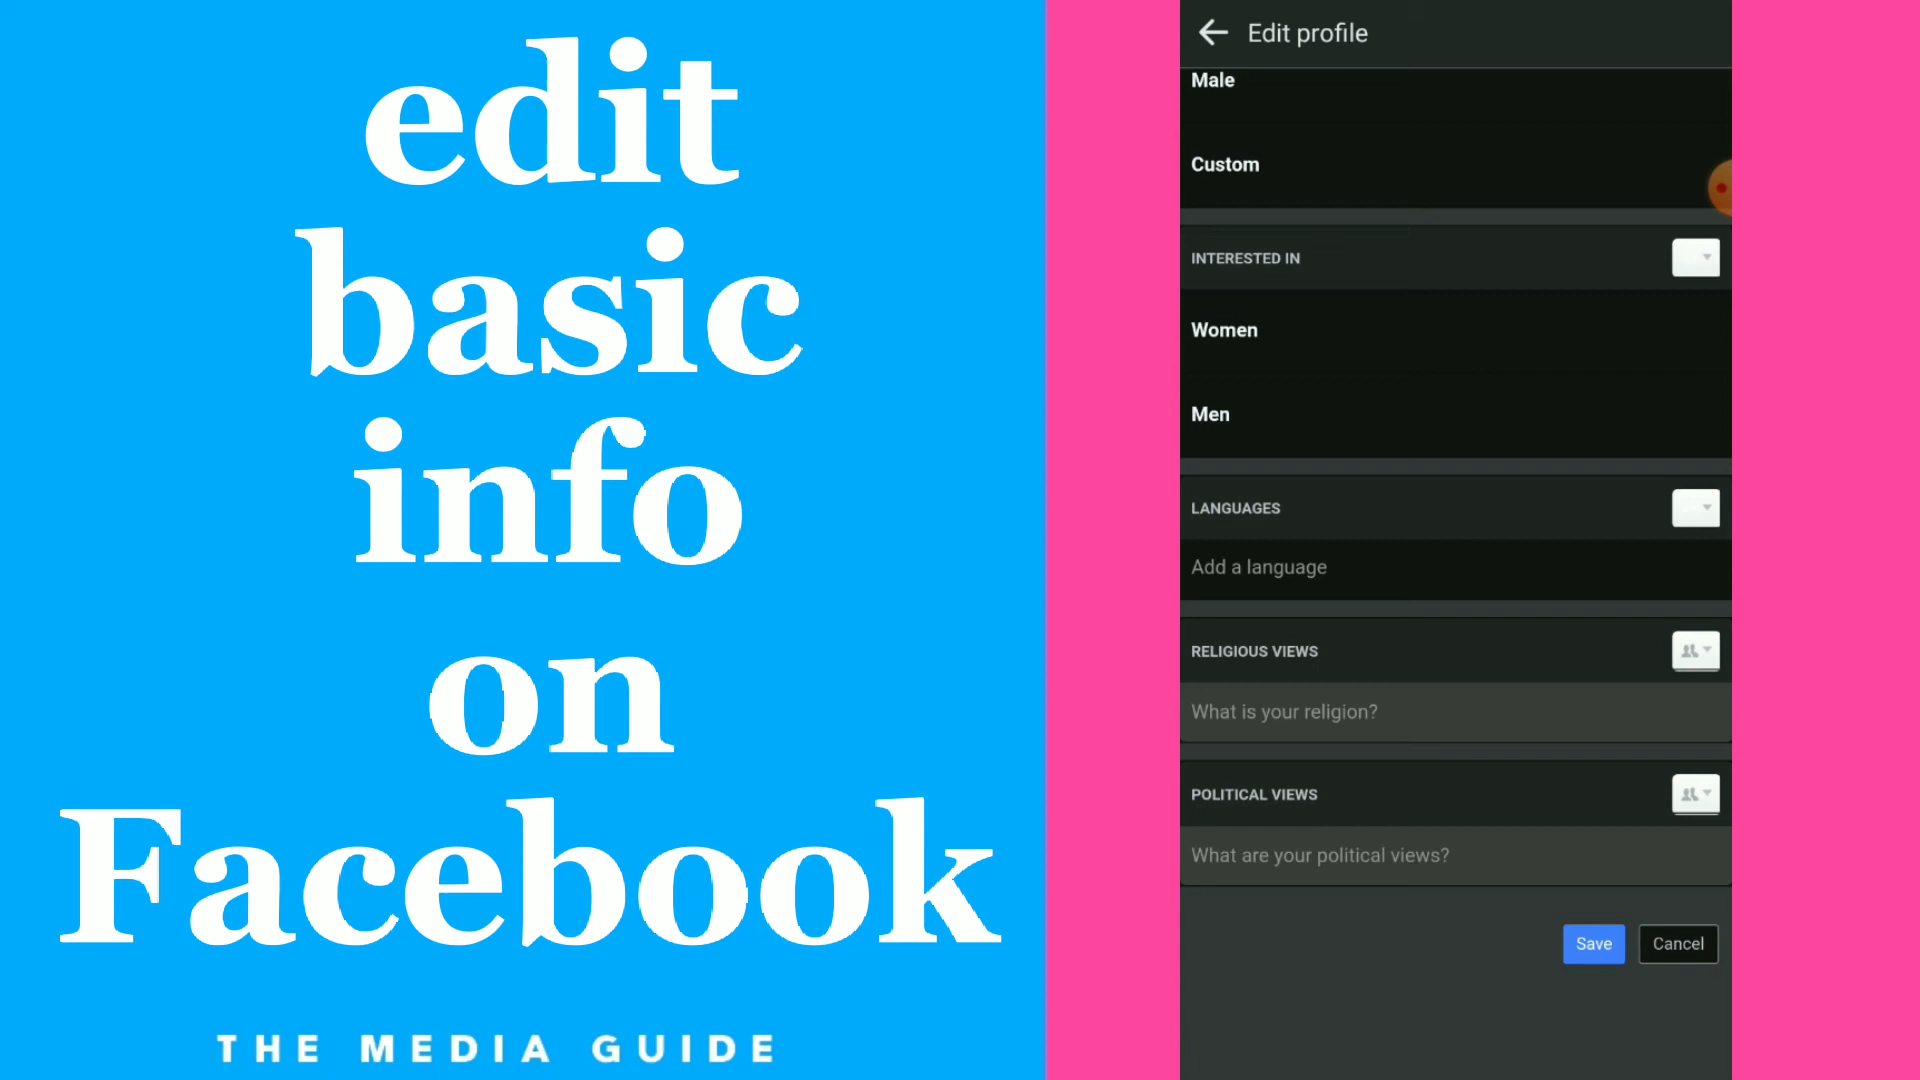 edit
basic
info
on
Facebook
THE MEDIA GUIDE
Edit profile
Male
Custom
INTERESTED IN
Women
Men
LANGUAGES
Add a language
RELIGIOUS VIEWS
What is your religion?
POLITICAL VIEWS
What are your political views?
Save Cancel